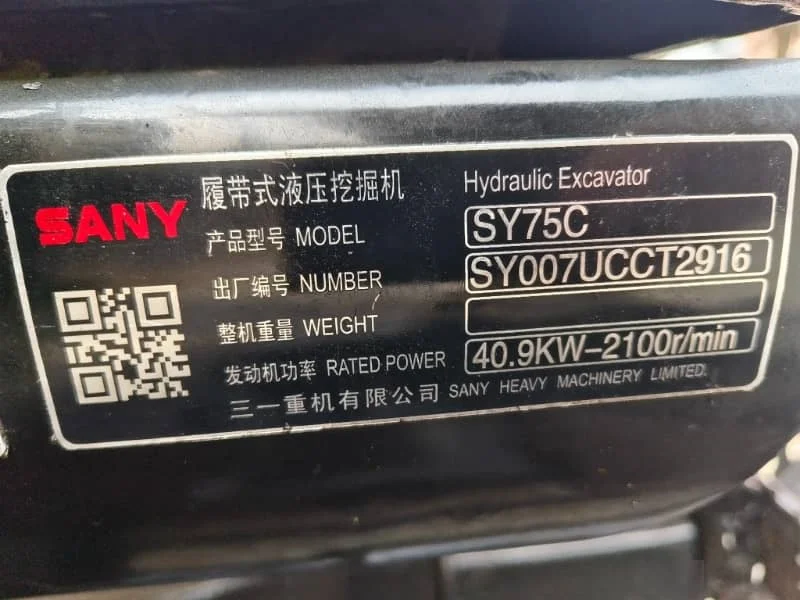 SANY
履带式液压挖掘机 Hydraulic Excavator
产品型号 MODEL SY75C
出厂编号 NUMBER SY007UCCT2916
整机重量 WEIGHT
发动机功率 RATED POWER 40.9KW-2100r/min
三一重机有限公司 SANY HEAVY MACHINERY LIMITED.